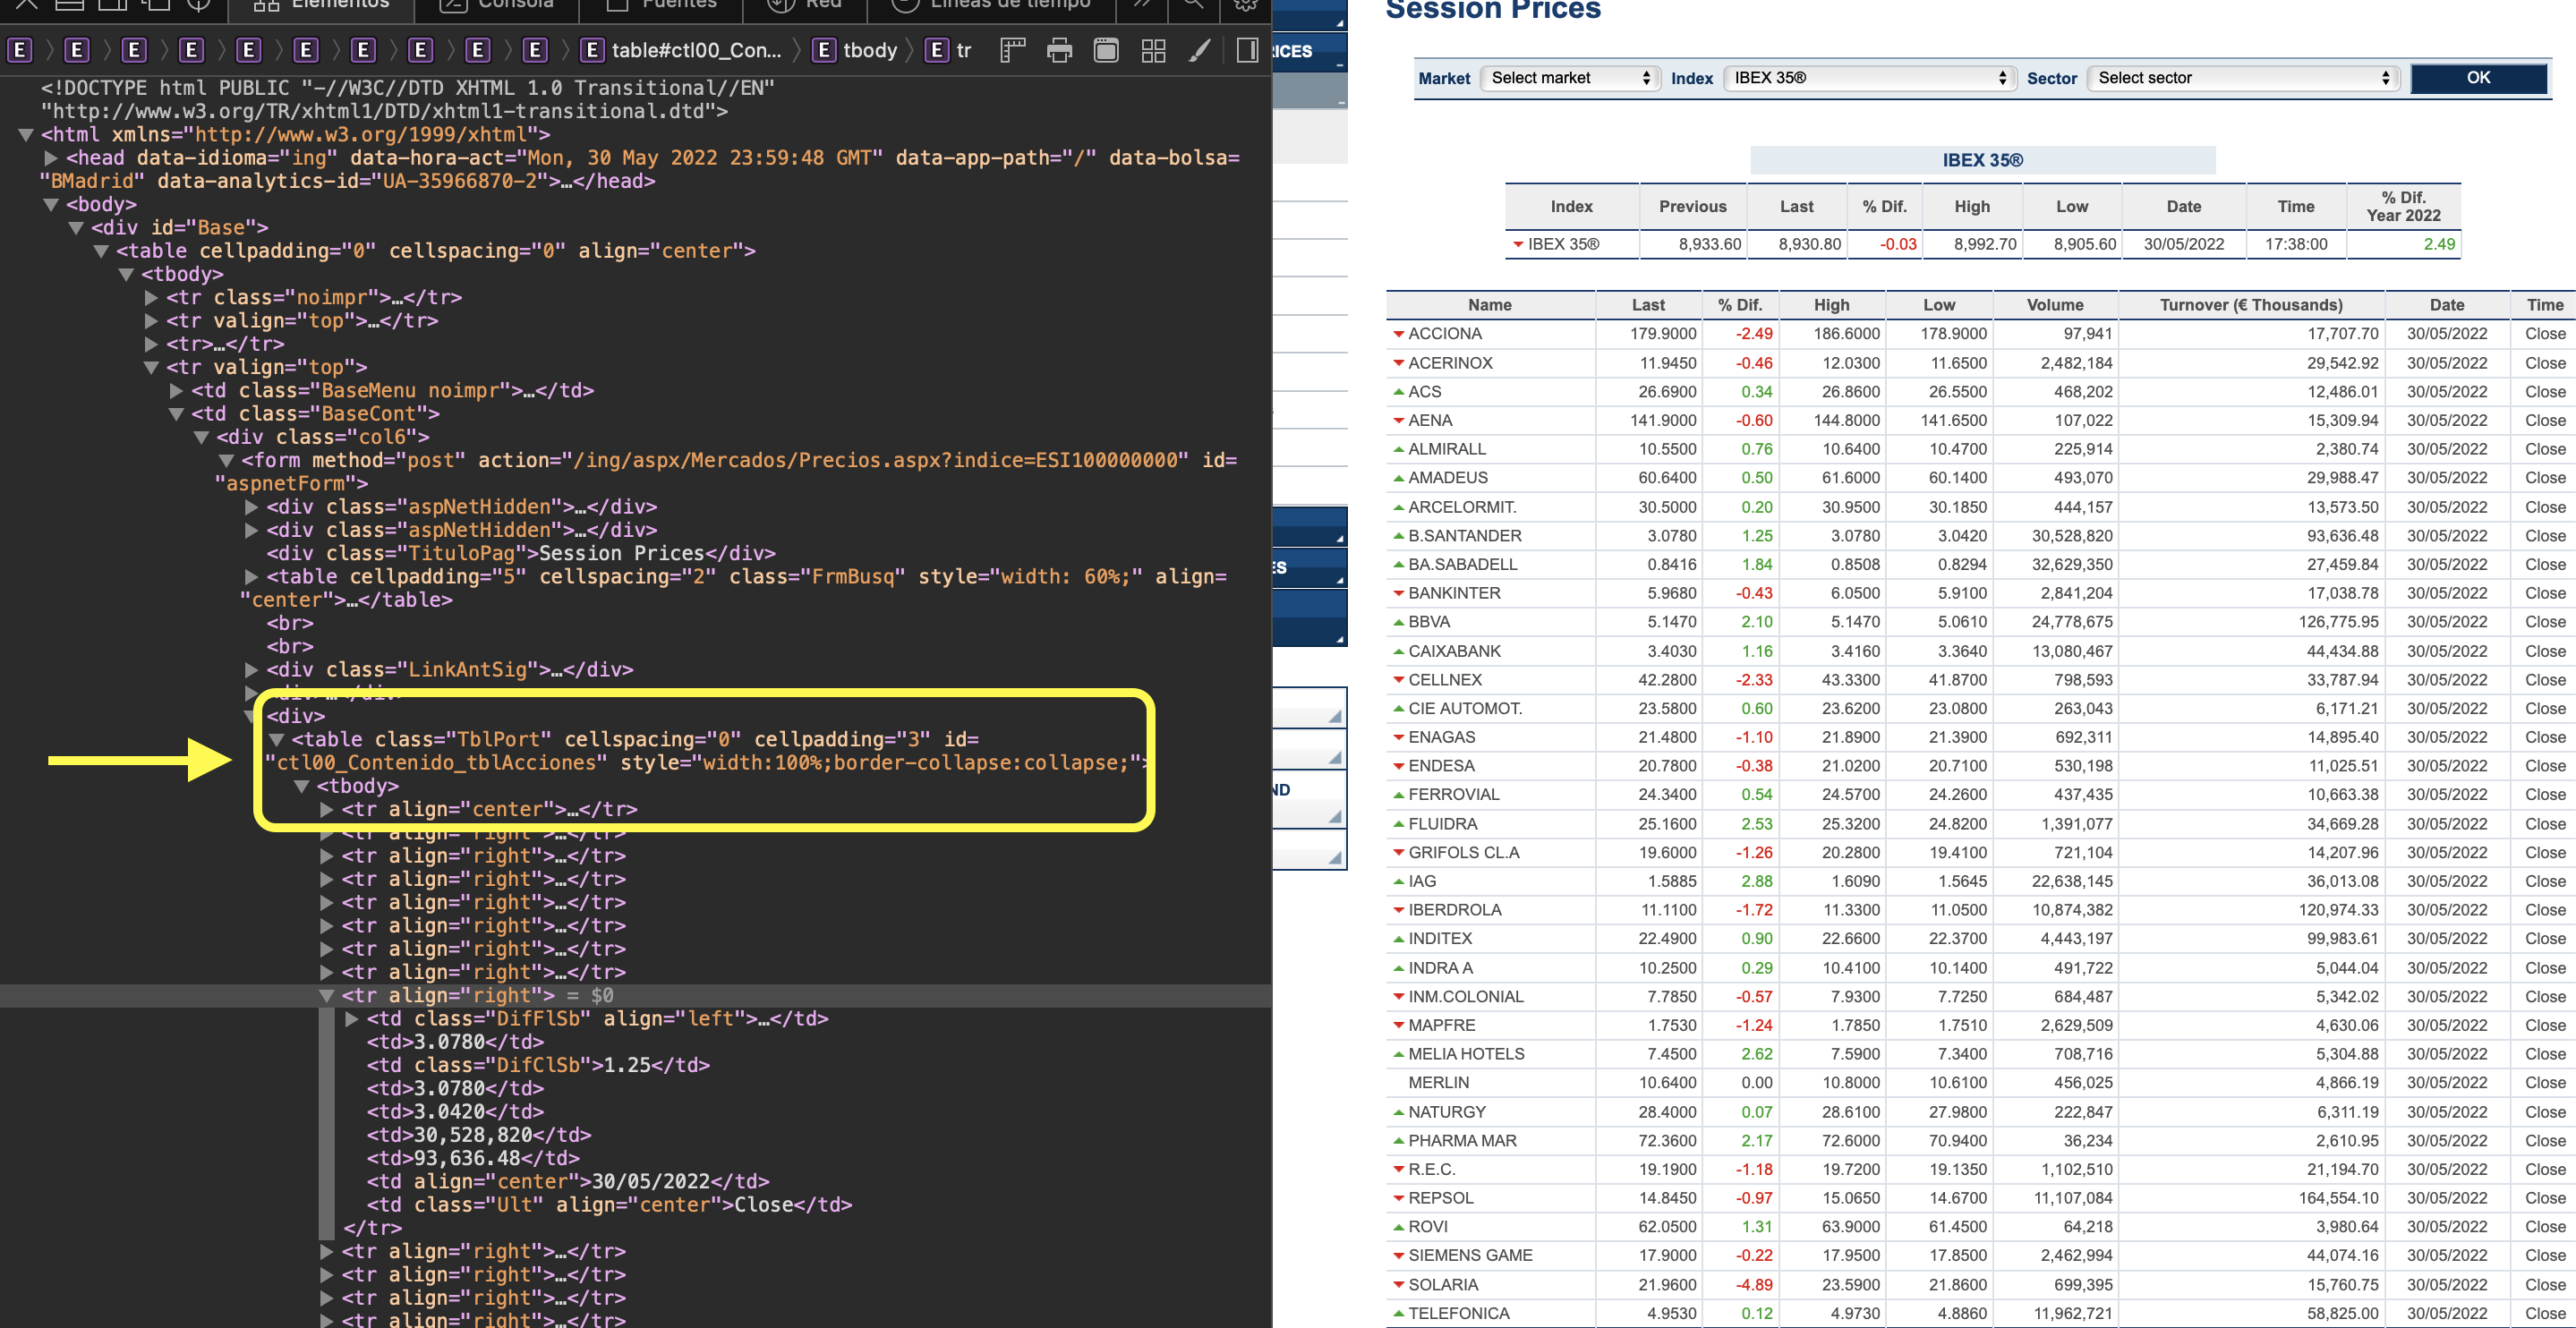 Elementos Consola Fuentes Red Líneas de tiempo
E E E E E E E E E E E table#ctl00_Con... E tbody E tr
<!DOCTYPE html PUBLIC "-//W3C//DTD XHTML 1.0 Transitional//EN"
"http://www.w3.org/TR/xhtml1/DTD/xhtml1-transitional.dtd">
<html xmlns="http://www.w3.org/1999/xhtml">
<head data-idioma="ing" data-hora-act="Mon, 30 May 2022 23:59:48 GMT" data-app-path="/" data-bolsa=
"BMadrid" data-analytics-id="UA-35966870-2">…</head>
<body>
<div id="Base">
<table cellpadding="0" cellspacing="0" align="center">
<tbody>
<tr class="noimpr">…</tr>
<tr valign="top">…</tr>
<tr>…</tr>
<tr valign="top">
<td class="BaseMenu noimpr">…</td>
<td class="BaseCont">
<div class="col6">
<form method="post" action="/ing/aspx/Mercados/Precios.aspx?indice=ESI100000000" id=
"aspnetForm">
<div class="aspNetHidden">…</div>
<div class="aspNetHidden">…</div>
<div class="TituloPag">Session Prices</div>
<table cellpadding="5" cellspacing="2" class="FrmBusq" style="width: 60%;" align=
"center">…</table>
<br>
<br>
<div class="LinkAntSig">…</div>
<div>…</div>
<div>
<table class="TblPort" cellspacing="0" cellpadding="3" id=
"ctl00_Contenido_tblAcciones" style="width:100%;border-collapse:collapse;">
<tbody>
<tr align="center">…</tr>
<tr align="right">…</tr>
<tr align="right">…</tr>
<tr align="right">…</tr>
<tr align="right">…</tr>
<tr align="right">…</tr>
<tr align="right">…</tr>
<tr align="right">…</tr>
<tr align="right"> = $0
<td class="DifFlSb" align="left">…</td>
<td>3.0780</td>
<td class="DifClSb">1.25</td>
<td>3.0780</td>
<td>3.0420</td>
<td>30,528,820</td>
<td>93,636.48</td>
<td align="center">30/05/2022</td>
<td class="Ult" align="center">Close</td>
</tr>
<tr align="right">…</tr>
<tr align="right">…</tr>
<tr align="right">…</tr>
<tr align="right">…</tr>
RICES
ES
ND
Session Prices
Market Select market Index IBEX 35® Sector Select sector OK
IBEX 35®
Index Previous Last % Dif. High Low Date Time % Dif. Year 2022
IBEX 35® 8,933.60 8,930.80 -0.03 8,992.70 8,905.60 30/05/2022 17:38:00 2.49
Name Last % Dif. High Low Volume Turnover (€ Thousands) Date Time
ACCIONA 179.9000 -2.49 186.6000 178.9000 97,941 17,707.70 30/05/2022 Close
ACERINOX 11.9450 -0.46 12.0300 11.6500 2,482,184 29,542.92 30/05/2022 Close
ACS 26.6900 0.34 26.8600 26.5500 468,202 12,486.01 30/05/2022 Close
AENA 141.9000 -0.60 144.8000 141.6500 107,022 15,309.94 30/05/2022 Close
ALMIRALL 10.5500 0.76 10.6400 10.4700 225,914 2,380.74 30/05/2022 Close
AMADEUS 60.6400 0.50 61.6000 60.1400 493,070 29,988.47 30/05/2022 Close
ARCELORMIT. 30.5000 0.20 30.9500 30.1850 444,157 13,573.50 30/05/2022 Close
B.SANTANDER 3.0780 1.25 3.0780 3.0420 30,528,820 93,636.48 30/05/2022 Close
BA.SABADELL 0.8416 1.84 0.8508 0.8294 32,629,350 27,459.84 30/05/2022 Close
BANKINTER 5.9680 -0.43 6.0500 5.9100 2,841,204 17,038.78 30/05/2022 Close
BBVA 5.1470 2.10 5.1470 5.0610 24,778,675 126,775.95 30/05/2022 Close
CAIXABANK 3.4030 1.16 3.4160 3.3640 13,080,467 44,434.88 30/05/2022 Close
CELLNEX 42.2800 -2.33 43.3300 41.8700 798,593 33,787.94 30/05/2022 Close
CIE AUTOMOT. 23.5800 0.60 23.6200 23.0800 263,043 6,171.21 30/05/2022 Close
ENAGAS 21.4800 -1.10 21.8900 21.3900 692,311 14,895.40 30/05/2022 Close
ENDESA 20.7800 -0.38 21.0200 20.7100 530,198 11,025.51 30/05/2022 Close
FERROVIAL 24.3400 0.54 24.5700 24.2600 437,435 10,663.38 30/05/2022 Close
FLUIDRA 25.1600 2.53 25.3200 24.8200 1,391,077 34,669.28 30/05/2022 Close
GRIFOLS CL.A 19.6000 -1.26 20.2800 19.4100 721,104 14,207.96 30/05/2022 Close
IAG 1.5885 2.88 1.6090 1.5645 22,638,145 36,013.08 30/05/2022 Close
IBERDROLA 11.1100 -1.72 11.3300 11.0500 10,874,382 120,974.33 30/05/2022 Close
INDITEX 22.4900 0.90 22.6600 22.3700 4,443,197 99,983.61 30/05/2022 Close
INDRA A 10.2500 0.29 10.4100 10.1400 491,722 5,044.04 30/05/2022 Close
INM.COLONIAL 7.7850 -0.57 7.9300 7.7250 684,487 5,342.02 30/05/2022 Close
MAPFRE 1.7530 -1.24 1.7850 1.7510 2,629,509 4,630.06 30/05/2022 Close
MELIA HOTELS 7.4500 2.62 7.5900 7.3400 708,716 5,304.88 30/05/2022 Close
MERLIN 10.6400 0.00 10.8000 10.6100 456,025 4,866.19 30/05/2022 Close
NATURGY 28.4000 0.07 28.6100 27.9800 222,847 6,311.19 30/05/2022 Close
PHARMA MAR 72.3600 2.17 72.6000 70.9400 36,234 2,610.95 30/05/2022 Close
R.E.C. 19.1900 -1.18 19.7200 19.1350 1,102,510 21,194.70 30/05/2022 Close
REPSOL 14.8450 -0.97 15.0650 14.6700 11,107,084 164,554.10 30/05/2022 Close
ROVI 62.0500 1.31 63.9000 61.4500 64,218 3,980.64 30/05/2022 Close
SIEMENS GAME 17.9000 -0.22 17.9500 17.8500 2,462,994 44,074.16 30/05/2022 Close
SOLARIA 21.9600 -4.89 23.5900 21.8600 699,395 15,760.75 30/05/2022 Close
TELEFONICA 4.9530 0.12 4.9730 4.8860 11,962,721 58,825.00 30/05/2022 Close